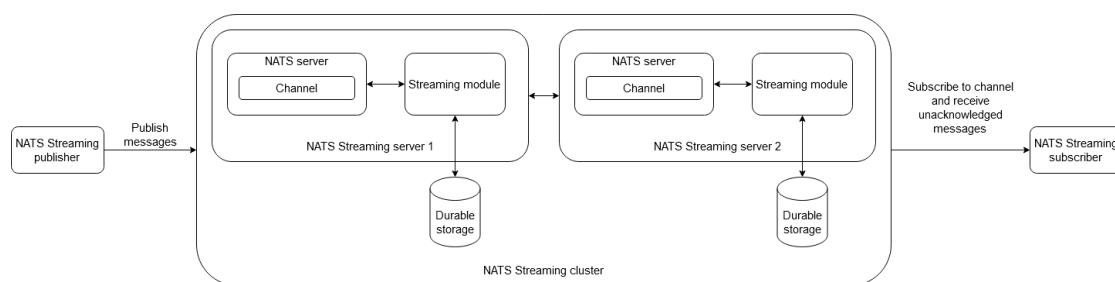 NATS Streaming
publisher
Publish
messages
NATS server
Channel
Streaming module
NATS Streaming server 1
Durable
storage
NATS server
Channel
Streaming module
NATS Streaming server 2
Durable
storage
NATS Streaming cluster
Subscribe to channel
and receive
unacknowledged
messages
NATS Streaming
subscriber